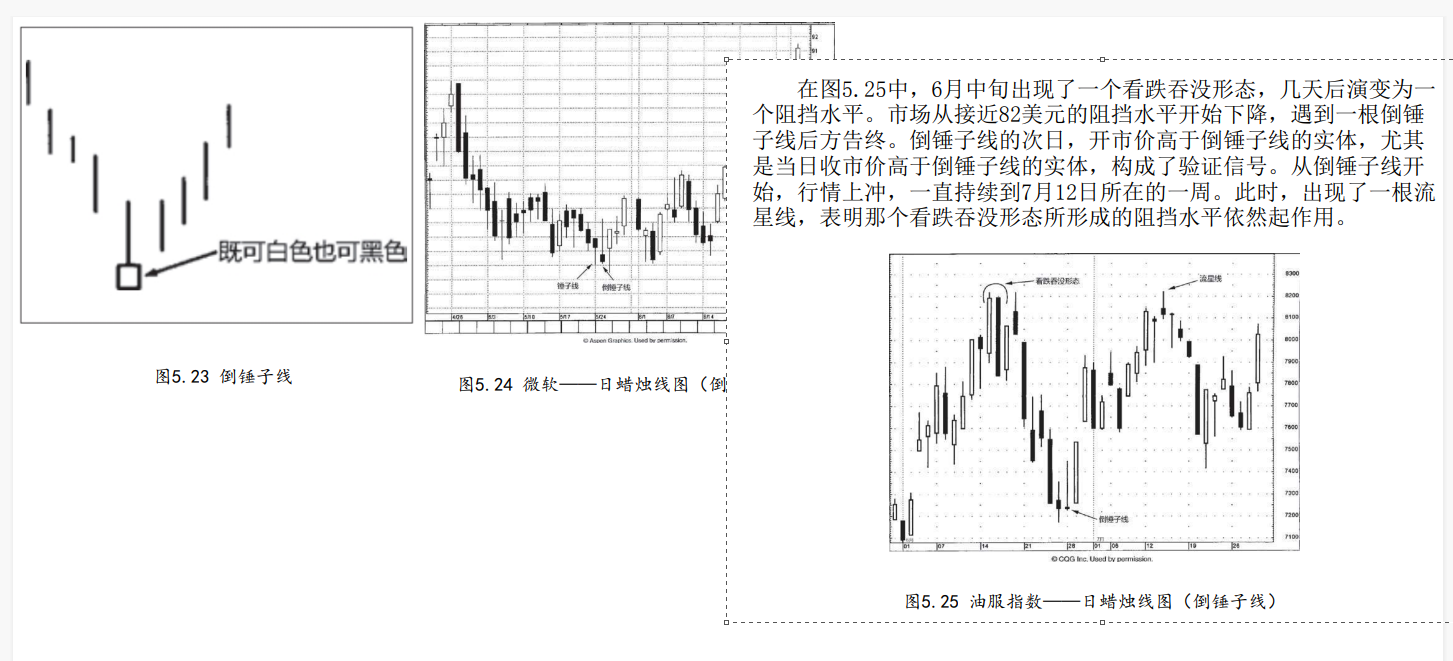 既可白色也可黑色
图5.23 倒锤子线
92
91
锤子线
倒锤子线
4/26
5/3
5/10
5/17
5/24
6/1
6/7
6/14
© Aspen Graphics. Used by permission.
图5.24 微软——日蜡烛线图（倒
在图5.25中，6月中旬出现了一个看跌吞没形态，几天后演变为一
个阻挡水平。市场从接近82美元的阻挡水平开始下降，遇到一根倒锤
子线后方告终。倒锤子线的次日，开市价高于倒锤子线的实体，尤其
是当日收市价高于倒锤子线的实体，构成了验证信号。从倒锤子线开
始，行情上冲，一直持续到7月12日所在的一周。此时，出现了一根流
星线，表明那个看跌吞没形态所形成的阻挡水平依然起作用。
看跌吞没形态
流星线
倒锤子线
8300
8200
8100
8000
7900
7800
7700
7600
7500
7400
7300
7200
7100
01
07
14
21
28
01
06
12
19
26
© CQG Inc. Used by permission.
图5.25 油服指数——日蜡烛线图（倒锤子线）